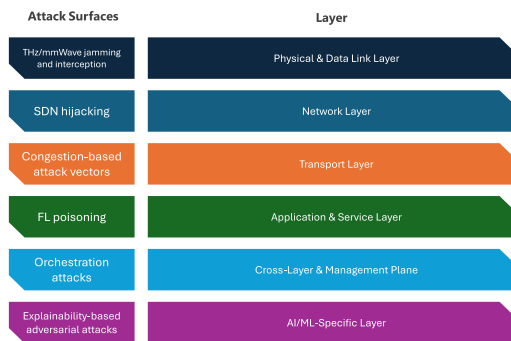 Attack Surfaces
Layer
THz/mmWave jamming
and interception
Physical & Data Link Layer
SDN hijacking
Network Layer
Congestion-based
attack vectors
Transport Layer
FL poisoning
Application & Service Layer
Orchestration
attacks
Cross-Layer & Management Plane
Explainability-based
adversarial attacks
AI/ML-Specific Layer